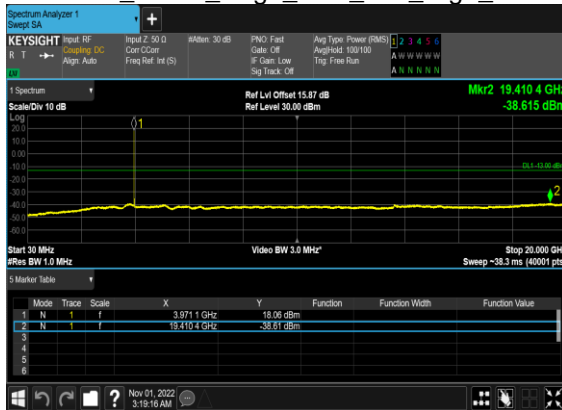 Spectrum Analyzer 1
Swept SA
+
KEYSIGHT Input: RF Input Z: 50 Ω #Atten: 30 dB PNO: Fast Avg Type: Power (RMS) 1 2 3 4 5 6
R T Coupling: DC Corr CCorr Gate: Off Avg|Hold: 100/100 A W W W W W
Align: Auto Freq Ref: Int (S) IF Gain: Low Trig: Free Run
Sig Track: Off A N N N N N
1 Spectrum Ref Lvl Offset 15.87 dB Mkr2 19.410 4 GHz
Scale/Div 10 dB Ref Level 30.00 dBm -38.615 dBm
Log
20.0
10.0
0.00
-10.0
-20.0
-30.0
-40.0
-50.0
-60.0
1
DL1 -13.00 dBm
2
Start 30 MHz Video BW 3.0 MHz* Stop 20.000 GHz
#Res BW 1.0 MHz Sweep ~38.3 ms (40001 pts)
5 Marker Table
Mode Trace Scale X Y Function Function Width Function Value
1 N 1 f 3.971 1 GHz 18.06 dBm
2 N 1 f 19.410 4 GHz -38.61 dBm
3
4
5
6
? Nov 01, 2022
3:19:16 AM